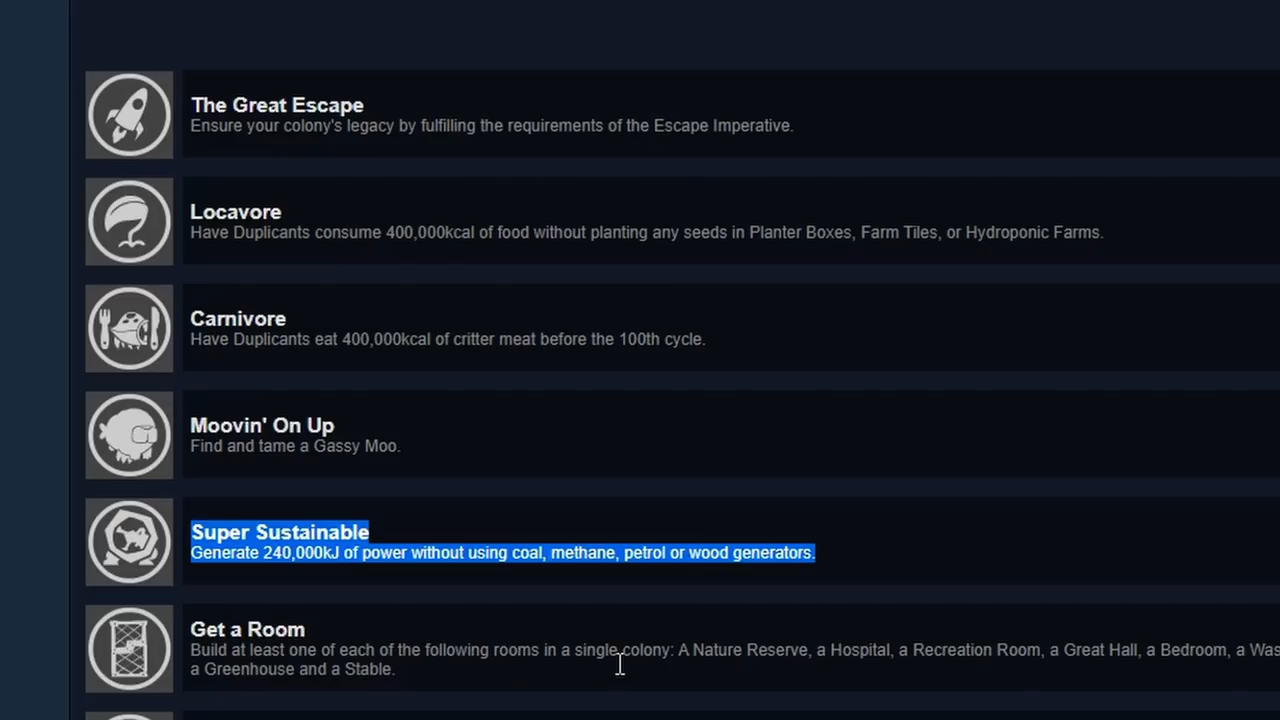 The Great Escape
Ensure your colony's legacy by fulfilling the requirements of the Escape Imperative.
Locavore
Have Duplicants consume 400,000kcal of food without planting any seeds in Planter Boxes, Farm Tiles, or Hydroponic Farms.
Carnivore
Have Duplicants eat 400,000kcal of critter meat before the 100th cycle.
Moovin' On Up
Find and tame a Gassy Moo.
Super Sustainable
Generate 240,000kJ of power without using coal, methane, petrol or wood generators.
Get a Room
Build at least one of each of the following rooms in a single colony: A Nature Reserve, a Hospital, a Recreation Room, a Great Hall, a Bedroom, a
a Greenhouse and a Stable.